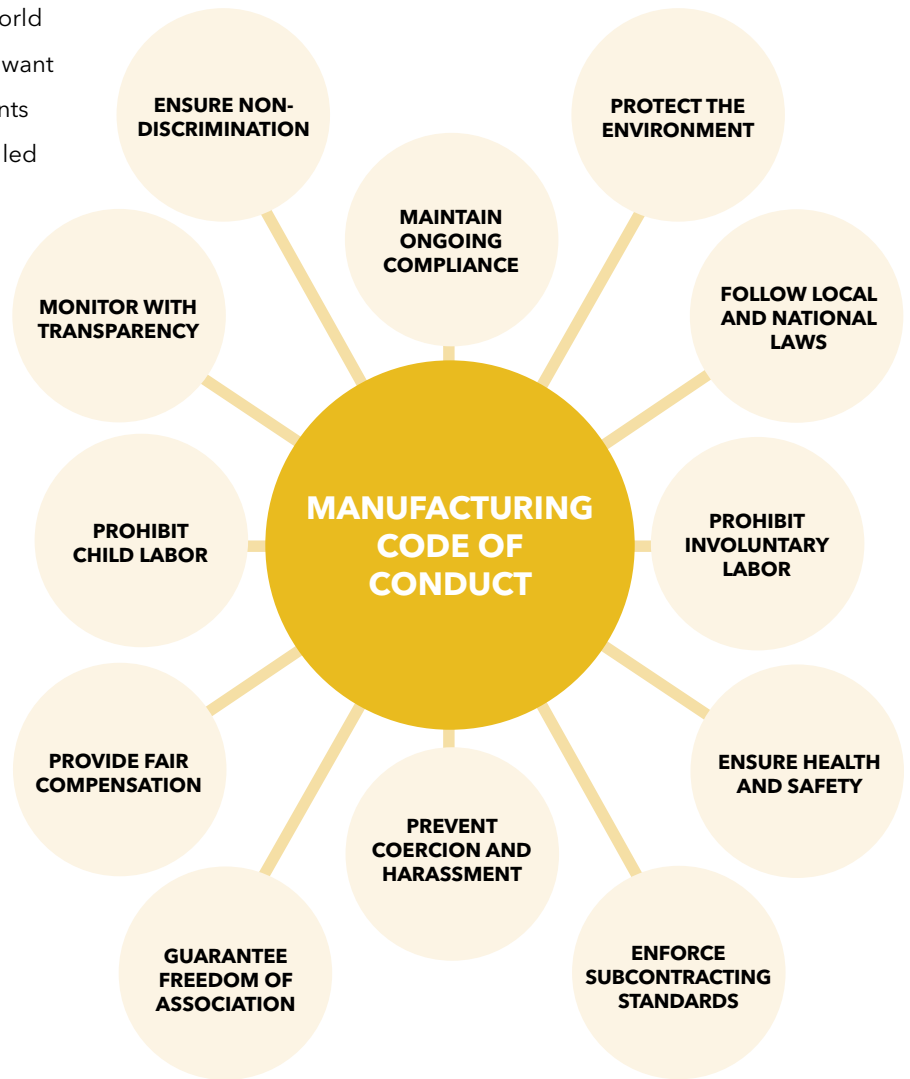 orld
want
nts
led
ENSURE NON-
DISCRIMINATION
PROTECT THE
ENVIRONMENT
MAINTAIN
ONGOING
COMPLIANCE
MONITOR WITH
TRANSPARENCY
FOLLOW LOCAL
AND NATIONAL
LAWS
MANUFACTURING
CODE OF
CONDUCT
PROHIBIT
CHILD LABOR
PROHIBIT
INVOLUNTARY
LABOR
PROVIDE FAIR
COMPENSATION
ENSURE HEALTH
AND SAFETY
PREVENT
COERCION AND
HARASSMENT
GUARANTEE
FREEDOM OF
ASSOCIATION
ENFORCE
SUBCONTRACTING
STANDARDS